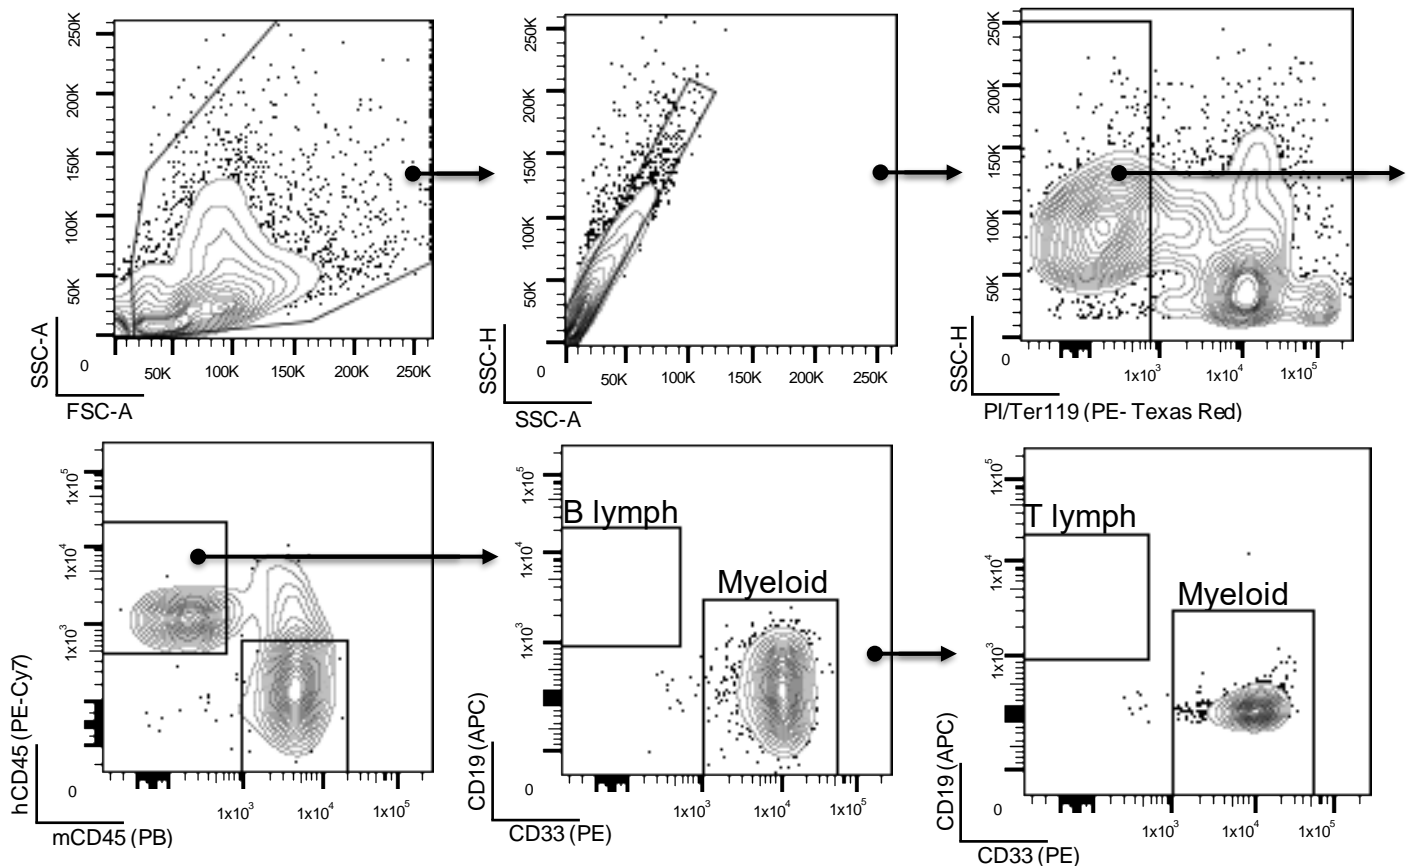 250K
200K
150K
100K
50K
0
50K
100K
150K
200K
250K
SSC-A
FSC-A
250K
200K
150K
100K
50K
0
50K
100K
150K
200K
250K
SSC-H
SSC-A
250K
200K
150K
100K
50K
0
1x10³
1x10⁴
1x10⁵
SSC-H
PI/Ter119 (PE- Texas Red)
1x10⁵
1x10⁴
1x10³
0
1x10³
1x10⁴
1x10⁵
hCD45 (PE-Cy7)
mCD45 (PB)
B lymph
Myeloid
1x10⁵
1x10⁴
1x10³
0
1x10³
1x10⁴
1x10⁵
CD19 (APC)
CD33 (PE)
T lymph
Myeloid
1x10⁵
1x10⁴
1x10³
0
1x10³
1x10⁴
1x10⁵
CD19 (APC)
CD33 (PE)